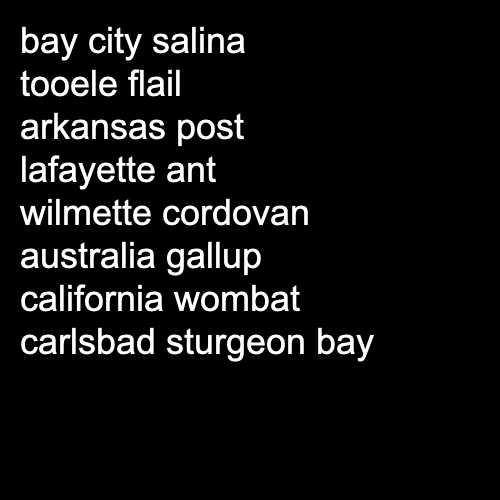 bay city salina
tooele flail
arkansas post
lafayette ant
wilmette cordovan
australia gallup
california wombat
carlsbad sturgeon bay